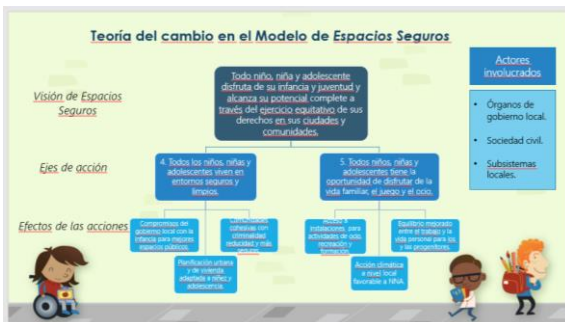 Teoría del cambio en el Modelo de Espacios Seguros
Visión de Espacios
Seguros
Todo niño, niña y adolescente
disfruta de su infancia y juventud y
alcanza su potencial complete a
través del ejercicio equitativo de sus
derechos en sus ciudades y
comunidades.
Actores
involucrados
• Órganos de
gobierno local.
• Sociedad civil.
• Subsistemas
locales.
Ejes de acción
4. Todos los niños, niñas y
adolescentes viven en
entornos seguros y
limpios.
5. Todos niños, niñas y
adolescentes tiene la
oportunidad de disfrutar de la
vida familiar, el juego y el ocio.
Efectos de las acciones
Compromisos del
gobierno local con la
infancia para mejores
espacios públicos.
Comunidades
cohesivas con
criminalidad
reducidad y más
Acceso a
instalaciones para
actividades de ocio,
recreación y
Equilibrio mejorado
entre el trabajo y la
vida personal para los
y las progenitores.
Planificación urbana
y de vivienda
adaptada a niñez y
adolescencia.
Acción climática
a nivel local
favorable a NNA.